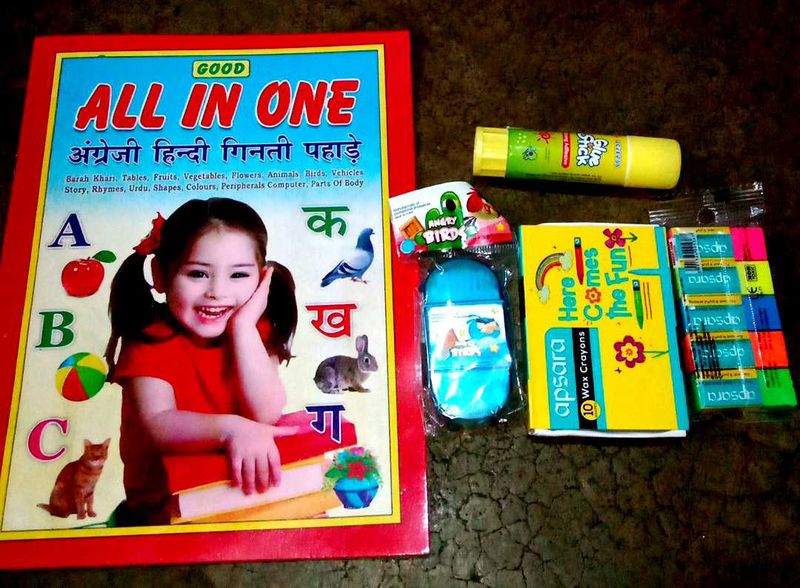 GOOD
ALL IN ONE
अंग्रेजी हिन्दी गिनती पहाड़े
Barah Khari, Tables, Fruits, Vegetables, Flowers, Animals, Birds, Vehicles
Story, Rhymes, Urdu, Shapes, Colours, Peripherals Computer, Parts Of Body
A
क
B
ख
C
ग
Glue
Stick
ANGRY
BIRDS
BIRDS
Here
Comes
the Fun
apsara
10 Wax Crayons
apsara
apsara
apsara
apsara
apsara